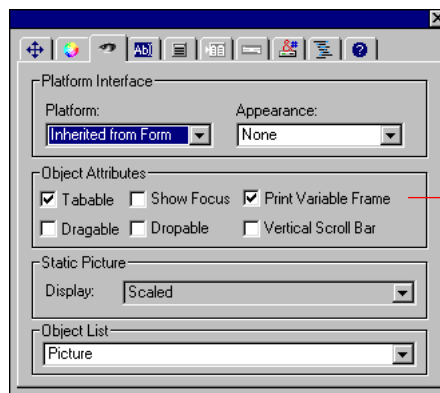 Ab
#
?
Platform Interface
Platform: Appearance:
Inherited from Form None
Object Attributes
Tabable Show Focus Print Variable Frame
Dragable Dropable Vertical Scroll Bar
Static Picture
Display: Scaled
Object List
Picture